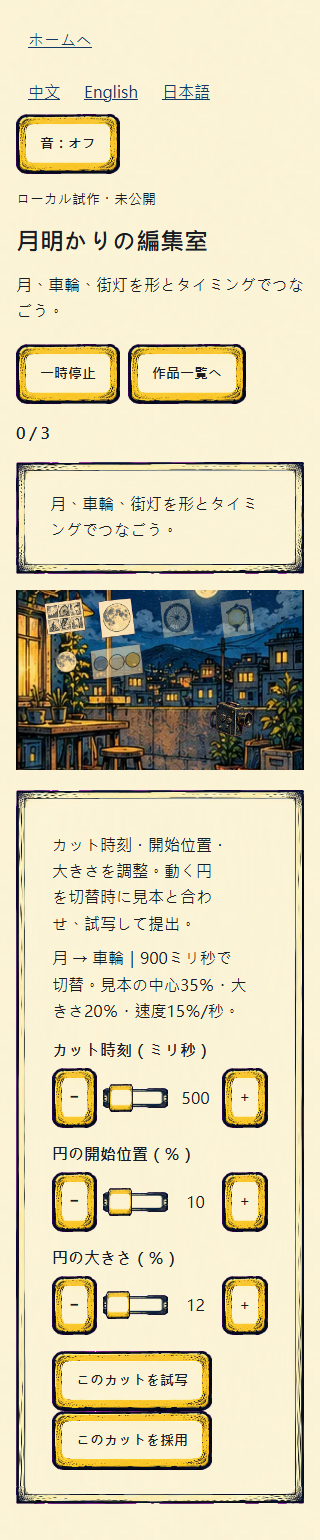 ホームへ
中文 English 日本語
音：オフ
ローカル試作・未公開
月明かりの編集室
月、車輪、街灯を形とタイミングでつな
ごう。
一時停止 作品一覧へ
0 / 3
月、車輪、街灯を形とタイミ
ングでつなごう。
カット時刻・開始位置・
大きさを調整。動く円
を切替時に見本と合わ
せ、試写して提出。
月 → 車輪 | 900ミリ秒で
切替。見本の中心35%・大
きさ20%・速度15%/秒。
カット時刻（ミリ秒）
− 500 +
円の開始位置（%）
− 10 +
円の大きさ（%）
− 12 +
このカットを試写
このカットを採用